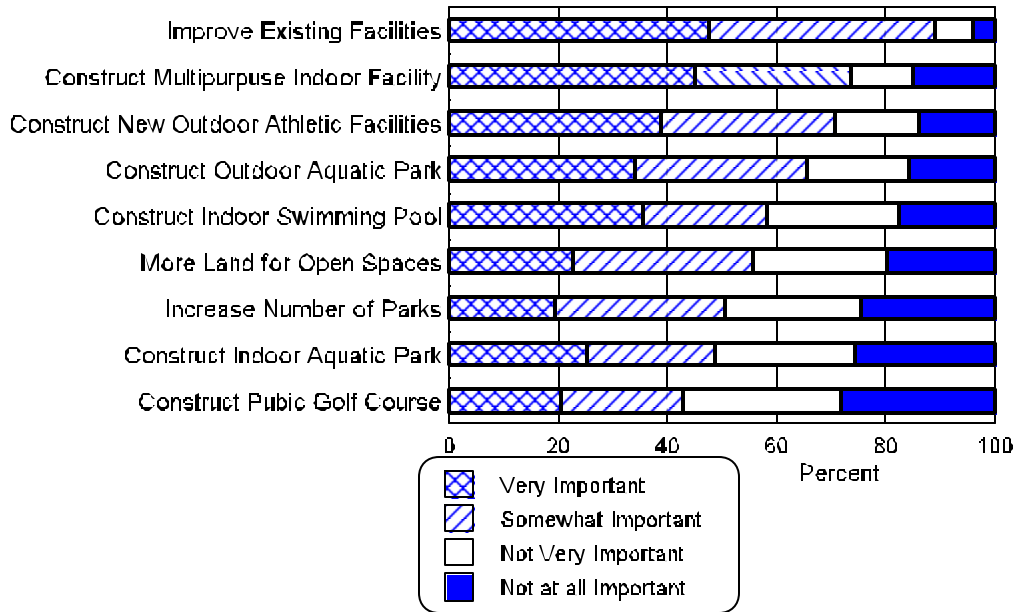 Improve Existing Facilities
Construct Multipurpuse Indoor Facility
Construct New Outdoor Athletic Facilities
Construct Outdoor Aquatic Park
Construct Indoor Swimming Pool
More Land for Open Spaces
Increase Number of Parks
Construct Indoor Aquatic Park
Construct Pubic Golf Course
0 20 40 60 80 100
Percent
Very Important
Somewhat Important
Not Very Important
Not at all Important